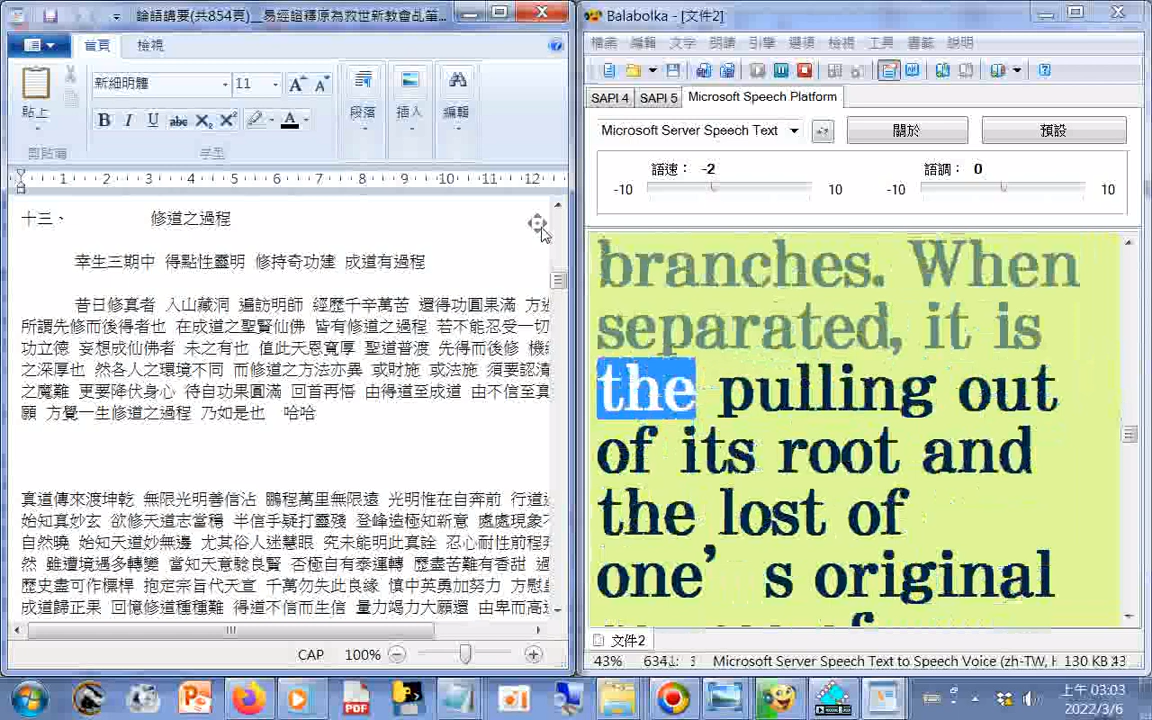 論語講要(共854頁)_易經證釋原為救世新教會乩筆...
首頁 檢視
貼上
剪貼簿
新細明體 11
B I U abc X₂ X²
字型
段落
插入
編輯
1 2 3 4 5 6 7 8 9 10 11 12
十三、 修道之過程
幸生三期中 得點性靈明 修持奇功建 成道有過程
昔日修真者 入山藏洞 遍訪明師 經歷千辛萬苦 還得功圓果滿 方
所謂先修而後得者也 在成道之聖賢仙佛 皆有修道之過程 若不能忍受一切
功立德 妄想成仙佛者 未之有也 值此天恩寬厚 聖道普渡 先得而後修 機
之深厚也 然各人之環境不同 而修道之方法亦異 或財施 或法施 須要認清
之魔難 更要降伏身心 待自功果圓滿 回首再悟 由得道至成道 由不信至真
願 方覺一生修道之過程 乃如是也 哈哈
真道傳來渡坤乾 無限光明善信沾 鵬程萬里無限遠 光明惟在自奔前 行道
始知真妙玄 欲修天道志當穩 半信手疑打靈殘 登峰造極知新意 處處現象
自然曉 始知天道妙無邊 尤其俗人迷慧眼 究未能明此真詮 忍心耐性前程
然 雖遭境遇多轉變 當知天意驗良賢 否極自有泰運轉 歷盡苦難有香甜
歷史盡可作標桿 抱定宗旨代天宣 千萬勿失此良緣 慎中英勇加努力 方慰
成道歸正果 回憶修道種種難 得道不信而生信 量力竭力大願還 由卑而高
CAP 100%
Balabolka - [文件2]
檔案 編輯 文字 朗讀 引擎 選項 檢視 工具 書籤 說明
SAPI 4 SAPI 5 Microsoft Speech Platform
Microsoft Server Speech Text 關於 預設
語速： -2 語調： 0
-10 10 -10 10
branches. When
separated, it is
the pulling out
of its root and
the lost of
one’s original
文件2
43% 6341: Microsoft Server Speech Text to Speech Voice (zh-TW, H 130 KB
上午 03:03
2022/3/6